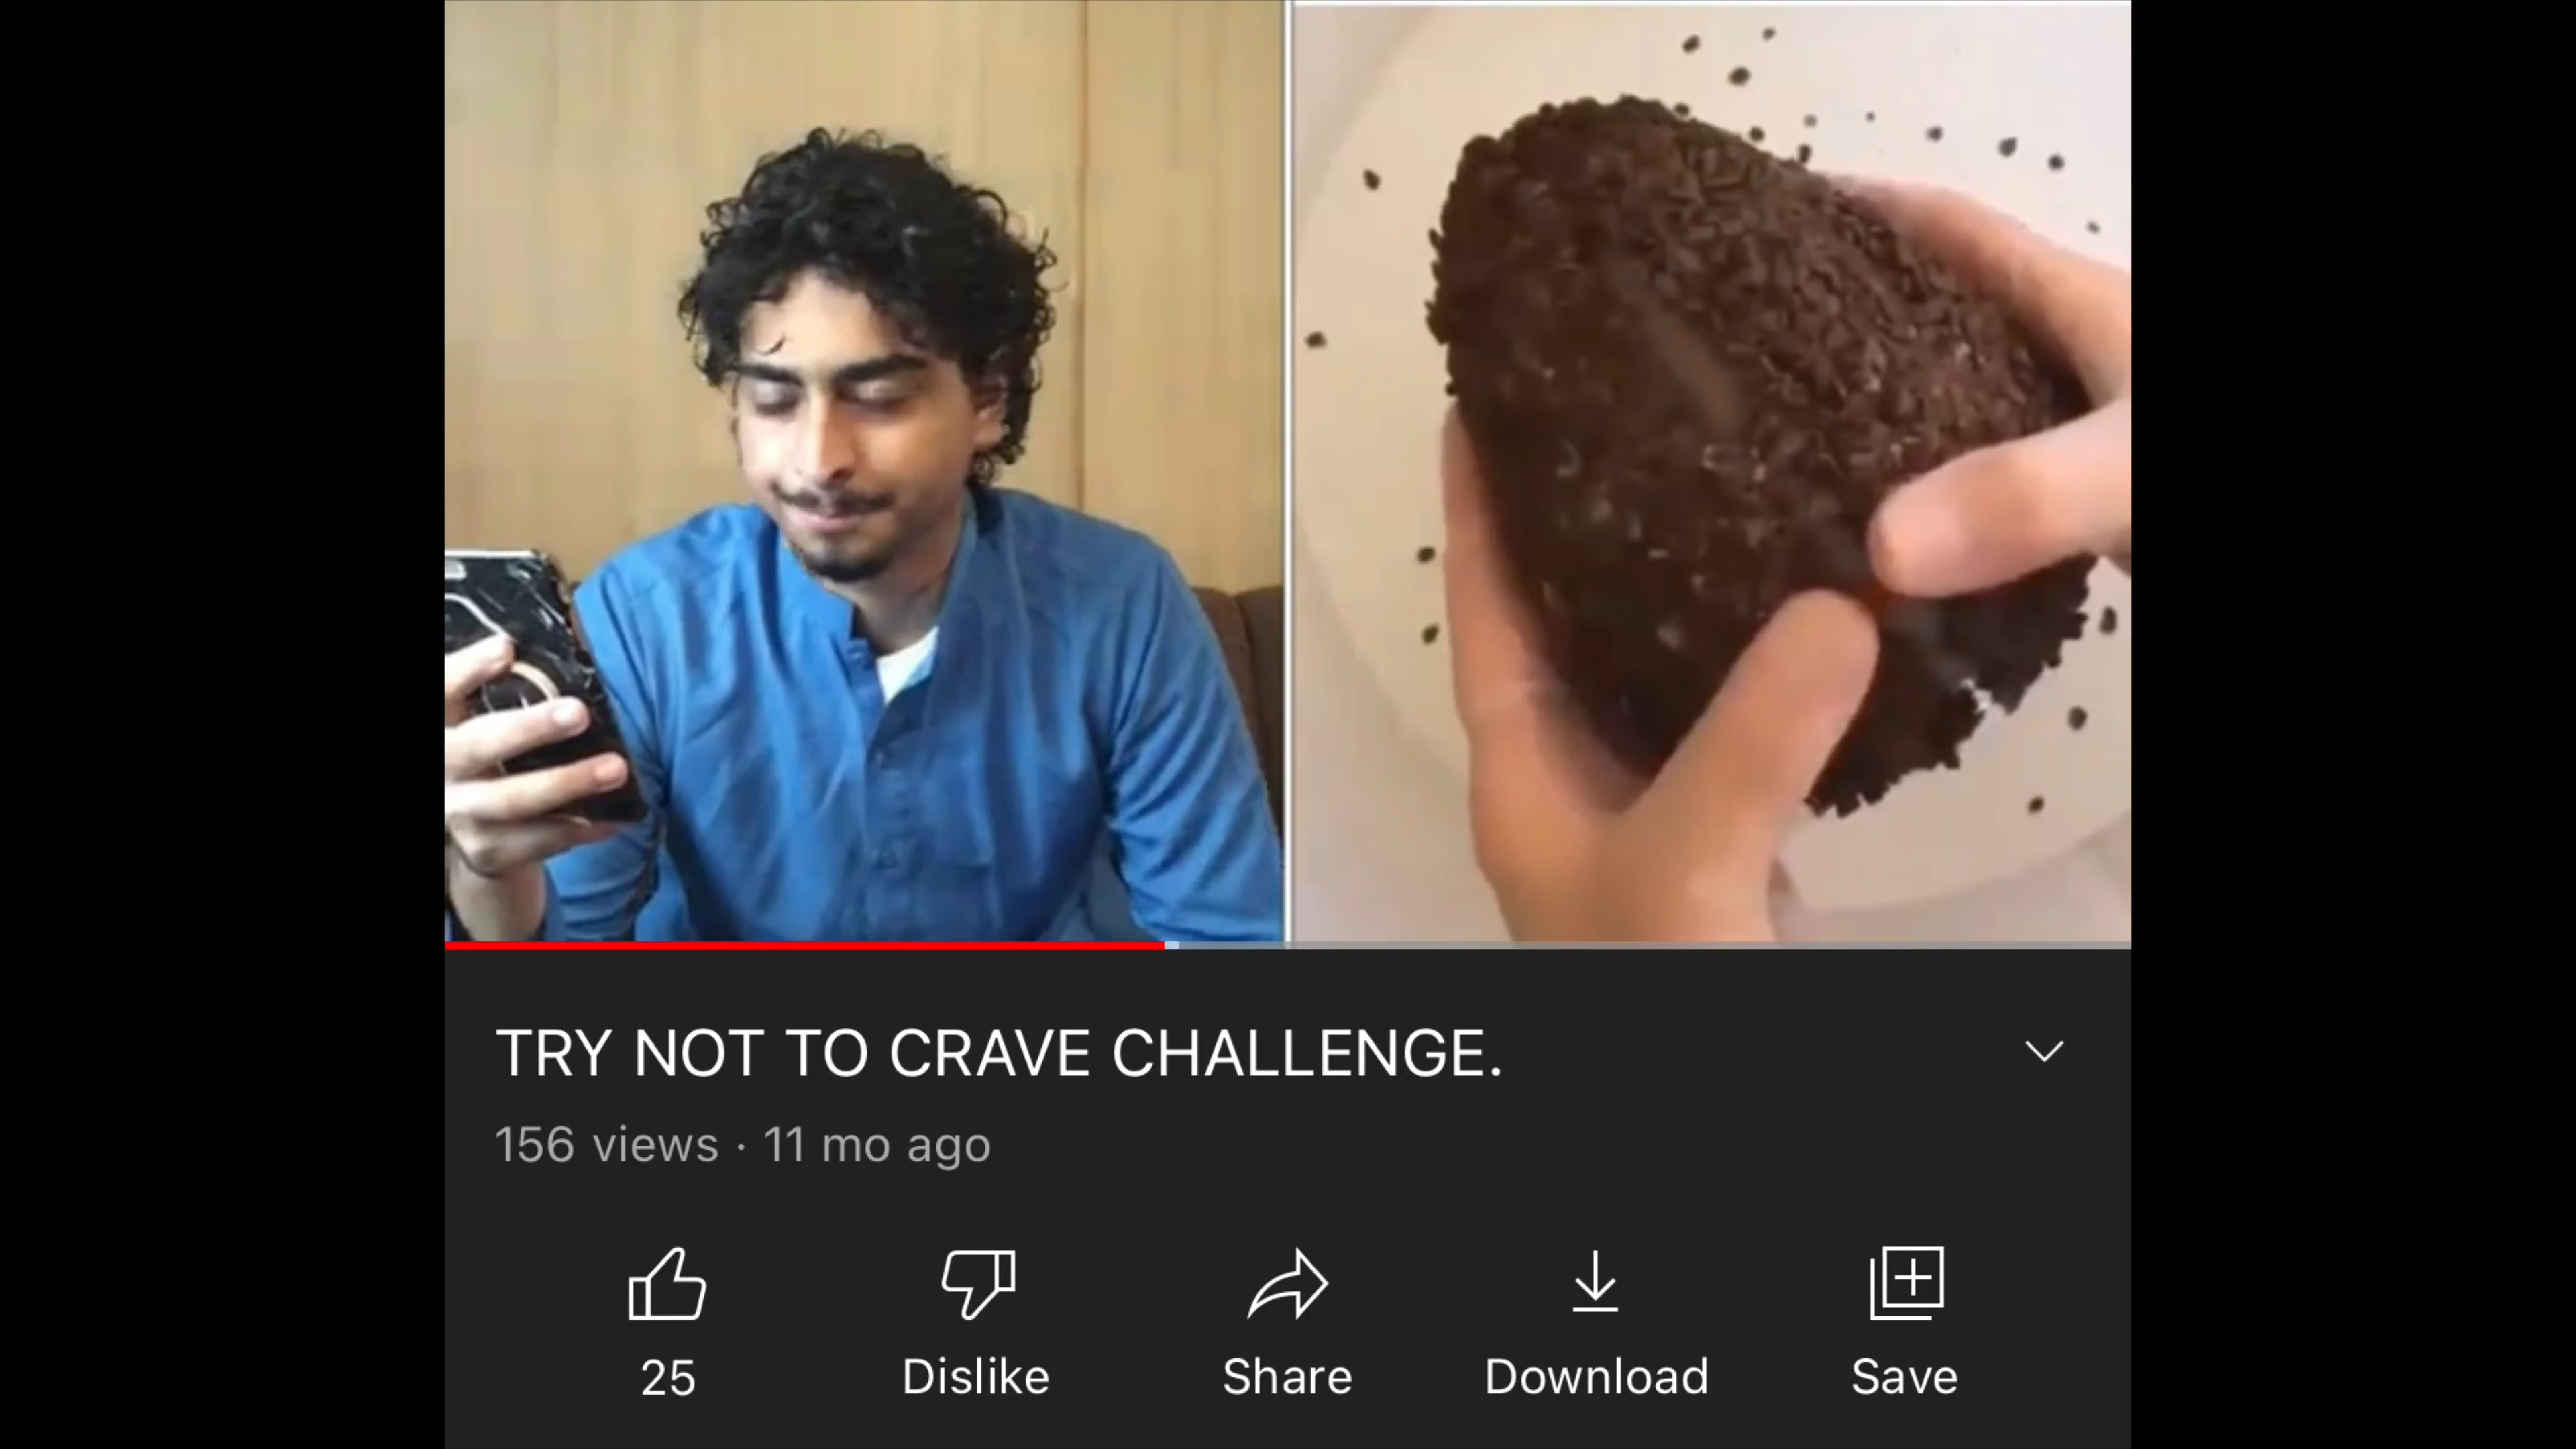 TRY NOT TO CRAVE CHALLENGE.
156 views · 11 mo ago
25
Dislike
Share
Download
Save